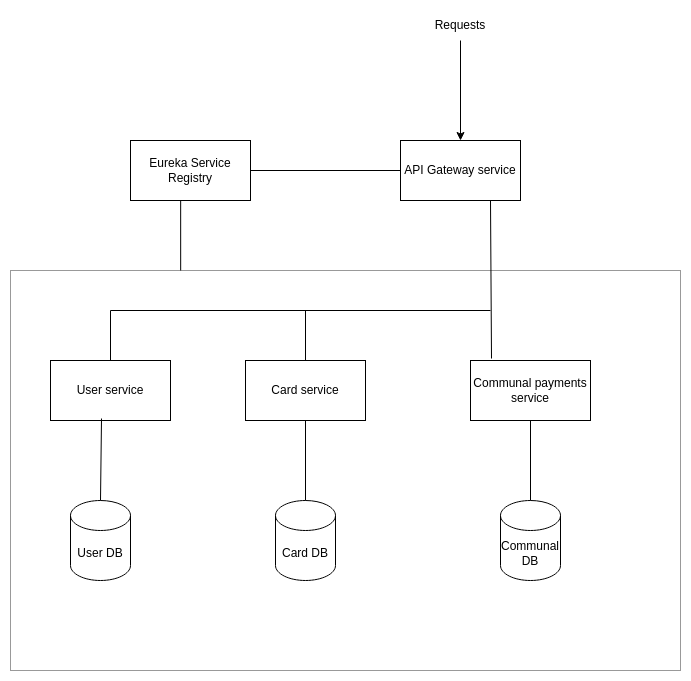 Requests
Eureka Service
Registry
API Gateway service
User service
Card service
Communal payments
service
User DB
Card DB
Communal
DB